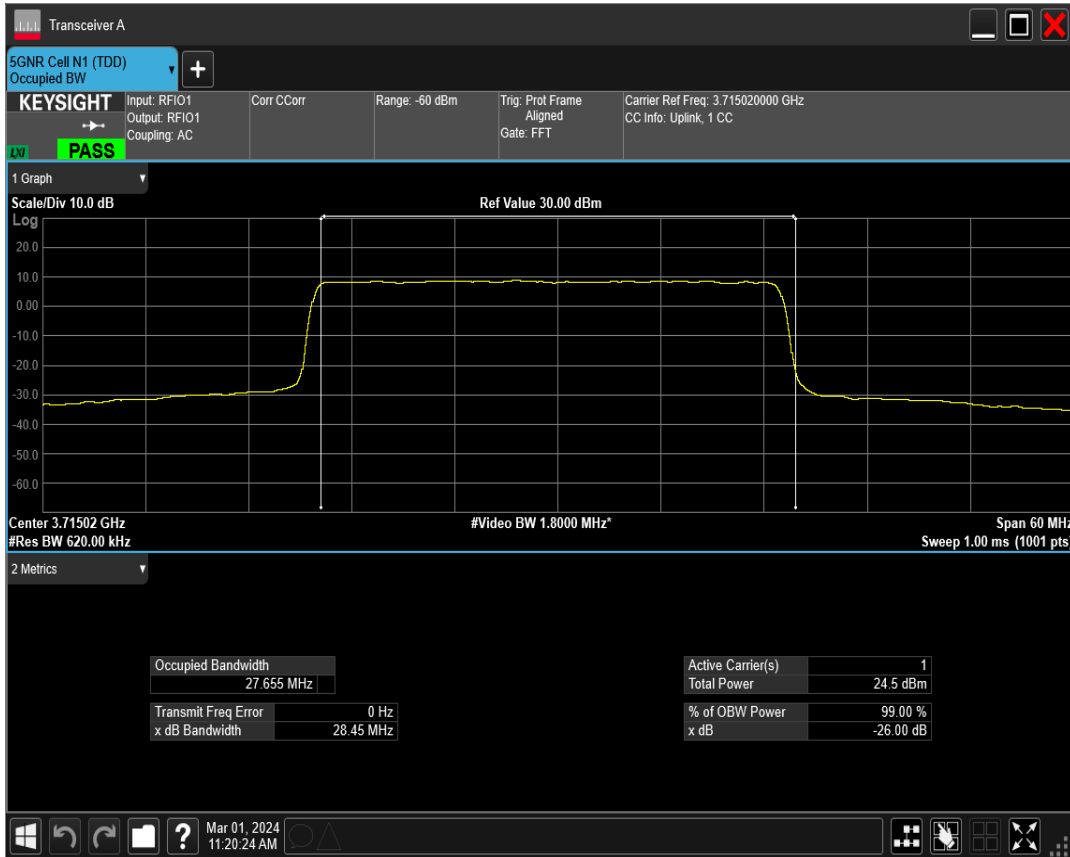 Transceiver A
5GNR Cell N1 (TDD)
Occupied BW
+
KEYSIGHT
LXI
PASS
Input: RFIO1
Output: RFIO1
Coupling: AC
Corr CCorr
Range: -60 dBm
Trig: Prot Frame
Aligned
Gate: FFT
Carrier Ref Freq: 3.715020000 GHz
CC Info: Uplink, 1 CC
1 Graph
Scale/Div 10.0 dB
Ref Value 30.00 dBm
Log
20.0
10.0
0.00
-10.0
-20.0
-30.0
-40.0
-50.0
-60.0
Center 3.71502 GHz
#Video BW 1.8000 MHz*
Span 60 MHz
#Res BW 620.00 kHz
Sweep 1.00 ms (1001 pts)
2 Metrics
Occupied Bandwidth
27.655 MHz
Transmit Freq Error 0 Hz
x dB Bandwidth 28.45 MHz
Active Carrier(s) 1
Total Power 24.5 dBm
% of OBW Power 99.00 %
x dB -26.00 dB
?
Mar 01, 2024
11:20:24 AM